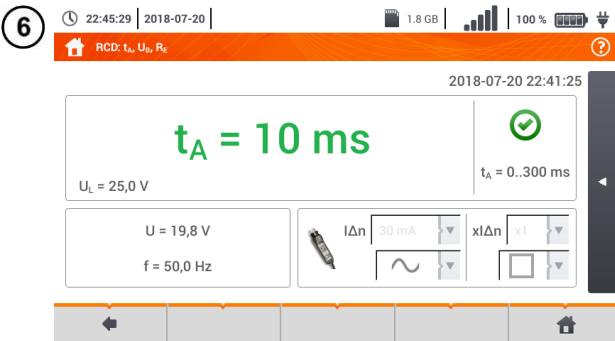 6
22:45:29 2018-07-20 1.8 GB 100 %
RCD: tA, UB, RE ?
2018-07-20 22:41:25
tA = 10 ms
tA = 0..300 ms
UL = 25,0 V
U = 19,8 V
f = 50,0 Hz
IΔn 30 mA xIΔn x1